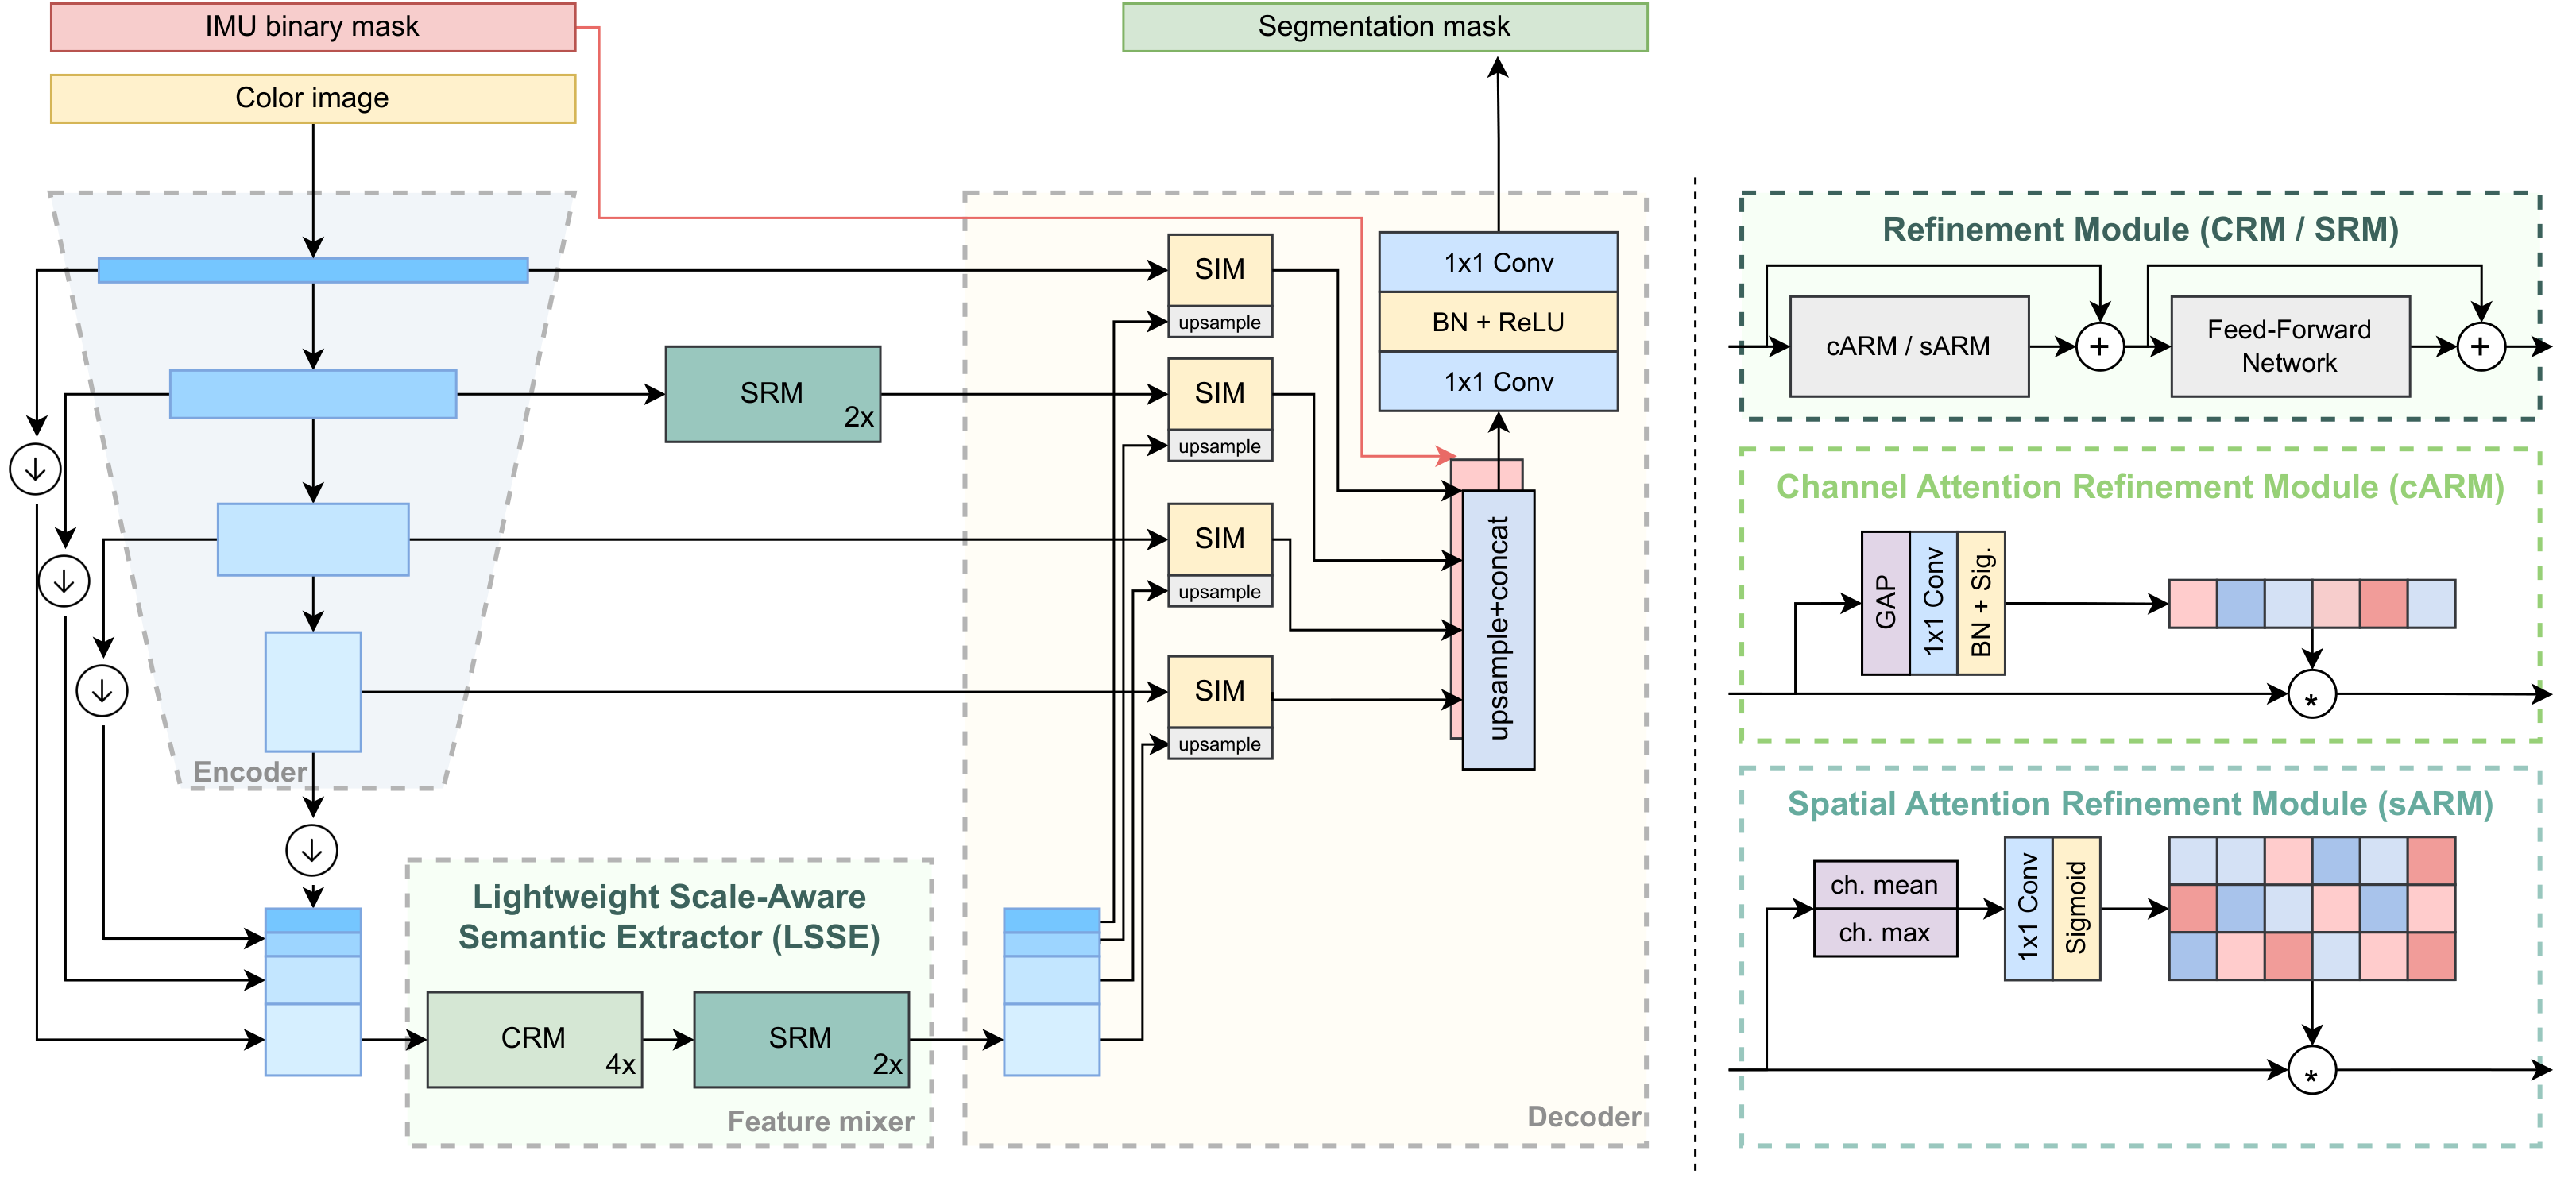 IMU binary mask
Color image
Segmentation mask
Encoder
SRM
2x
Lightweight Scale-Aware
Semantic Extractor (LSSE)
CRM
4x
SRM
2x
Feature mixer
SIM
upsample
SIM
upsample
SIM
upsample
SIM
upsample
1x1 Conv
BN + ReLU
1x1 Conv
upsample+concat
Decoder
Refinement Module (CRM / SRM)
cARM / sARM
+
Feed-Forward
Network
+
Channel Attention Refinement Module (cARM)
GAP
1x1 Conv
BN + Sig.
*
Spatial Attention Refinement Module (sARM)
ch. mean
ch. max
1x1 Conv
Sigmoid
*